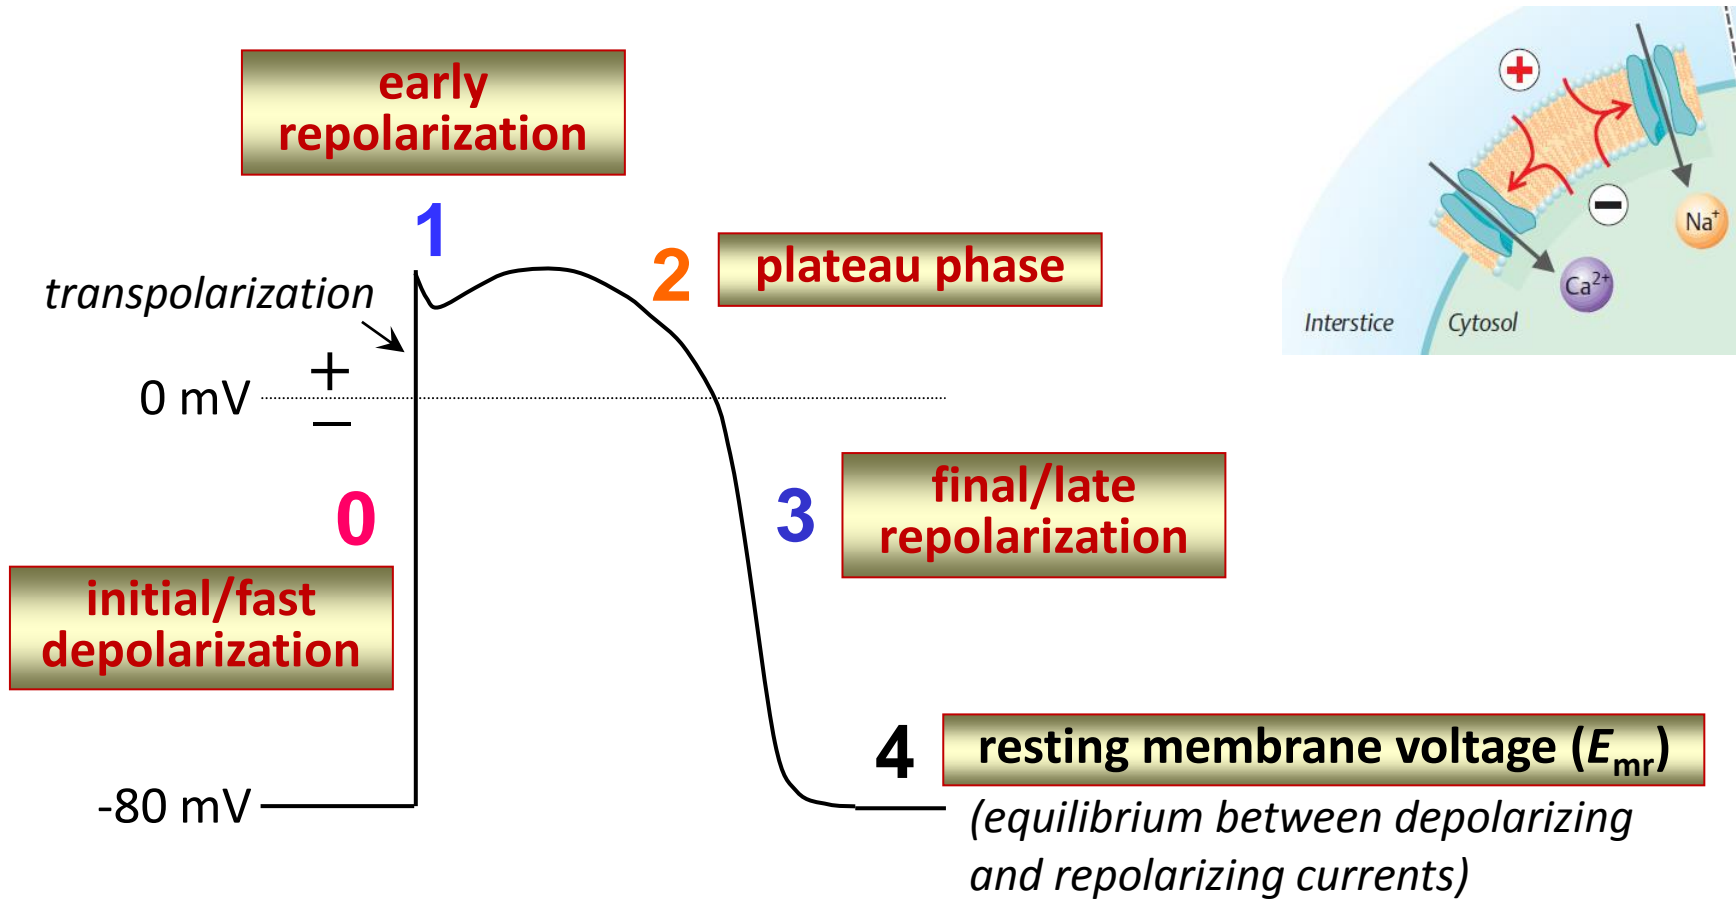 early
repolarization
1
2
plateau phase
transpolarization
+
0 mV
−
0
initial/fast
depolarization
3
final/late
repolarization
4
resting membrane voltage (Emr)
-80 mV
(equilibrium between depolarizing
and repolarizing currents)
+
−
Na+
Ca2+
Interstice
Cytosol